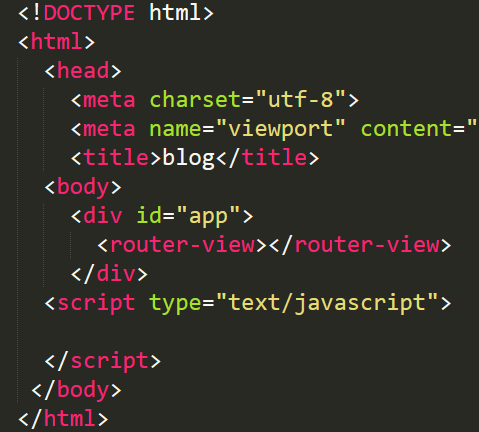 <!DOCTYPE html>
<html>
<head>
<meta charset="utf-8">
<meta name="viewport" content="
<title>blog</title>
<body>
<div id="app">
<router-view></router-view>
</div>
<script type="text/javascript">
</script>
</body>
</html>